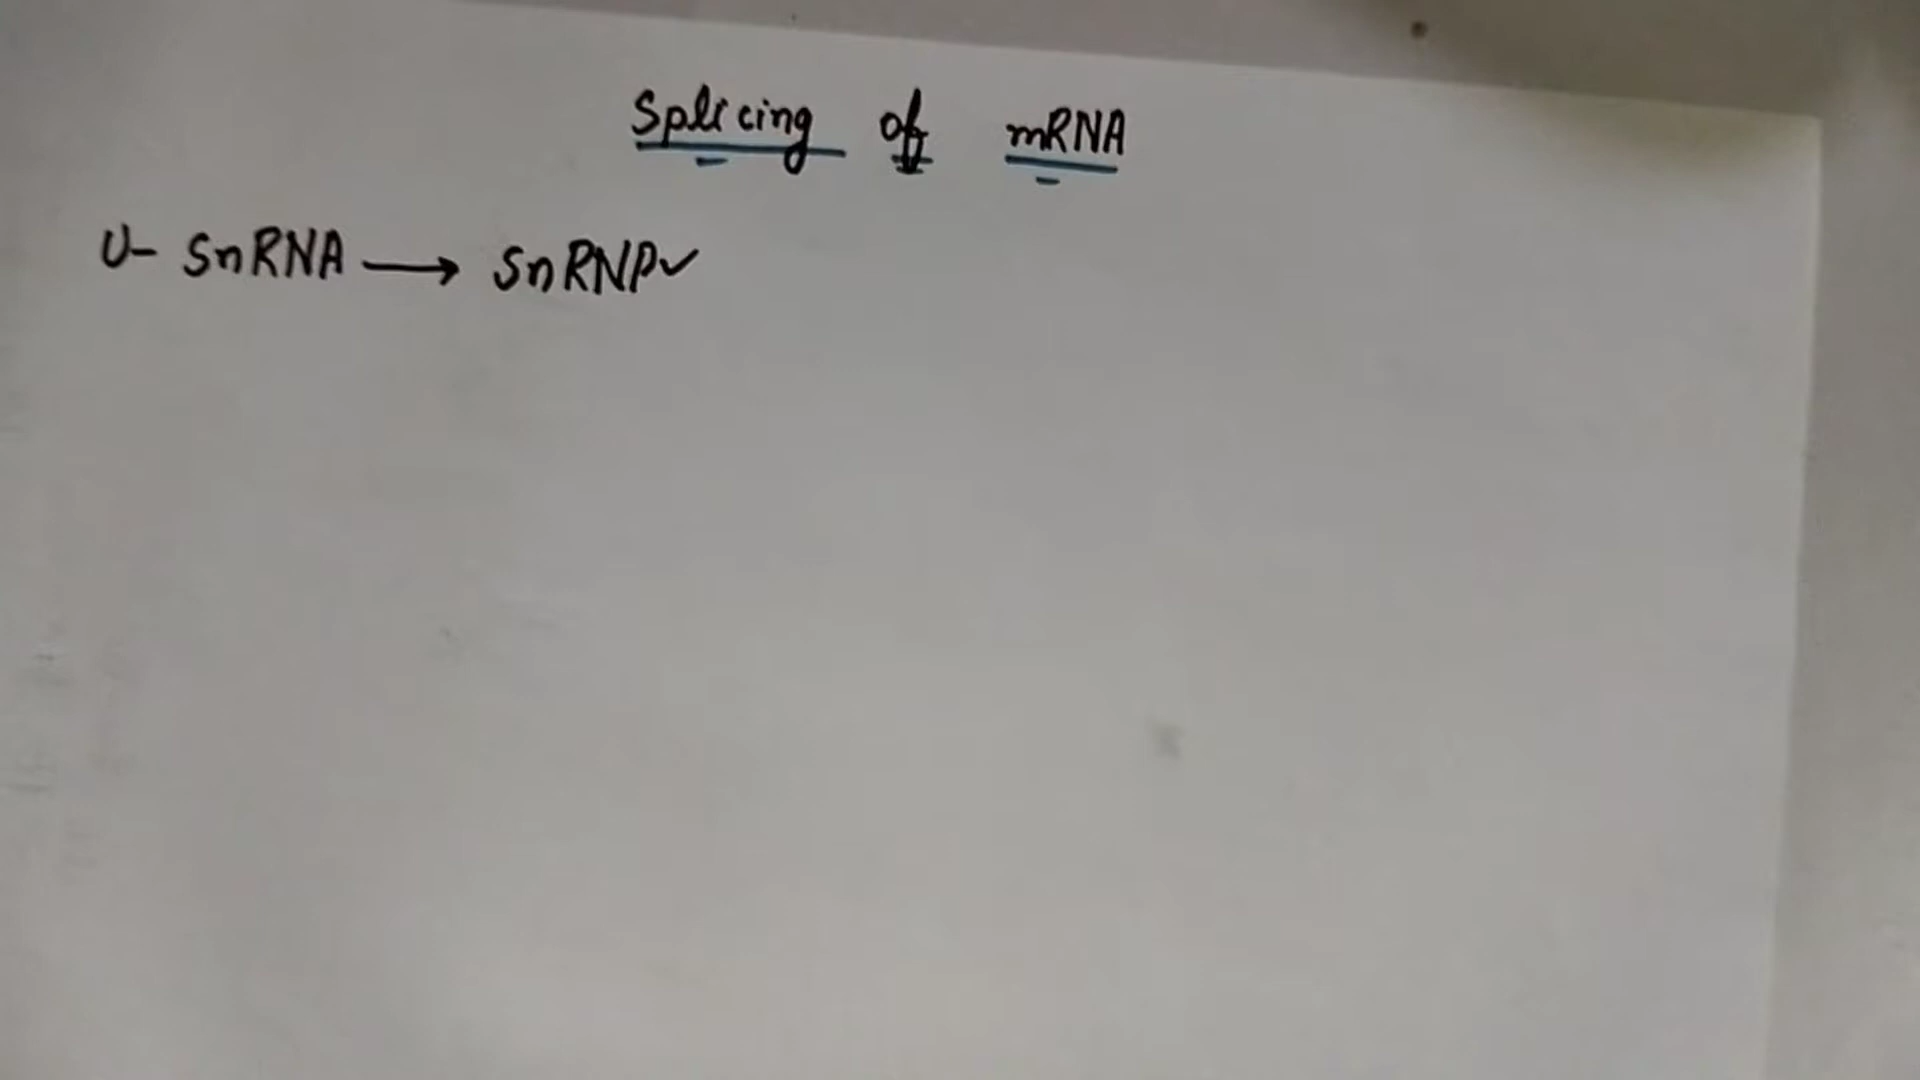 Splicing of mRNA
U- SnRNA → SnRNP✓